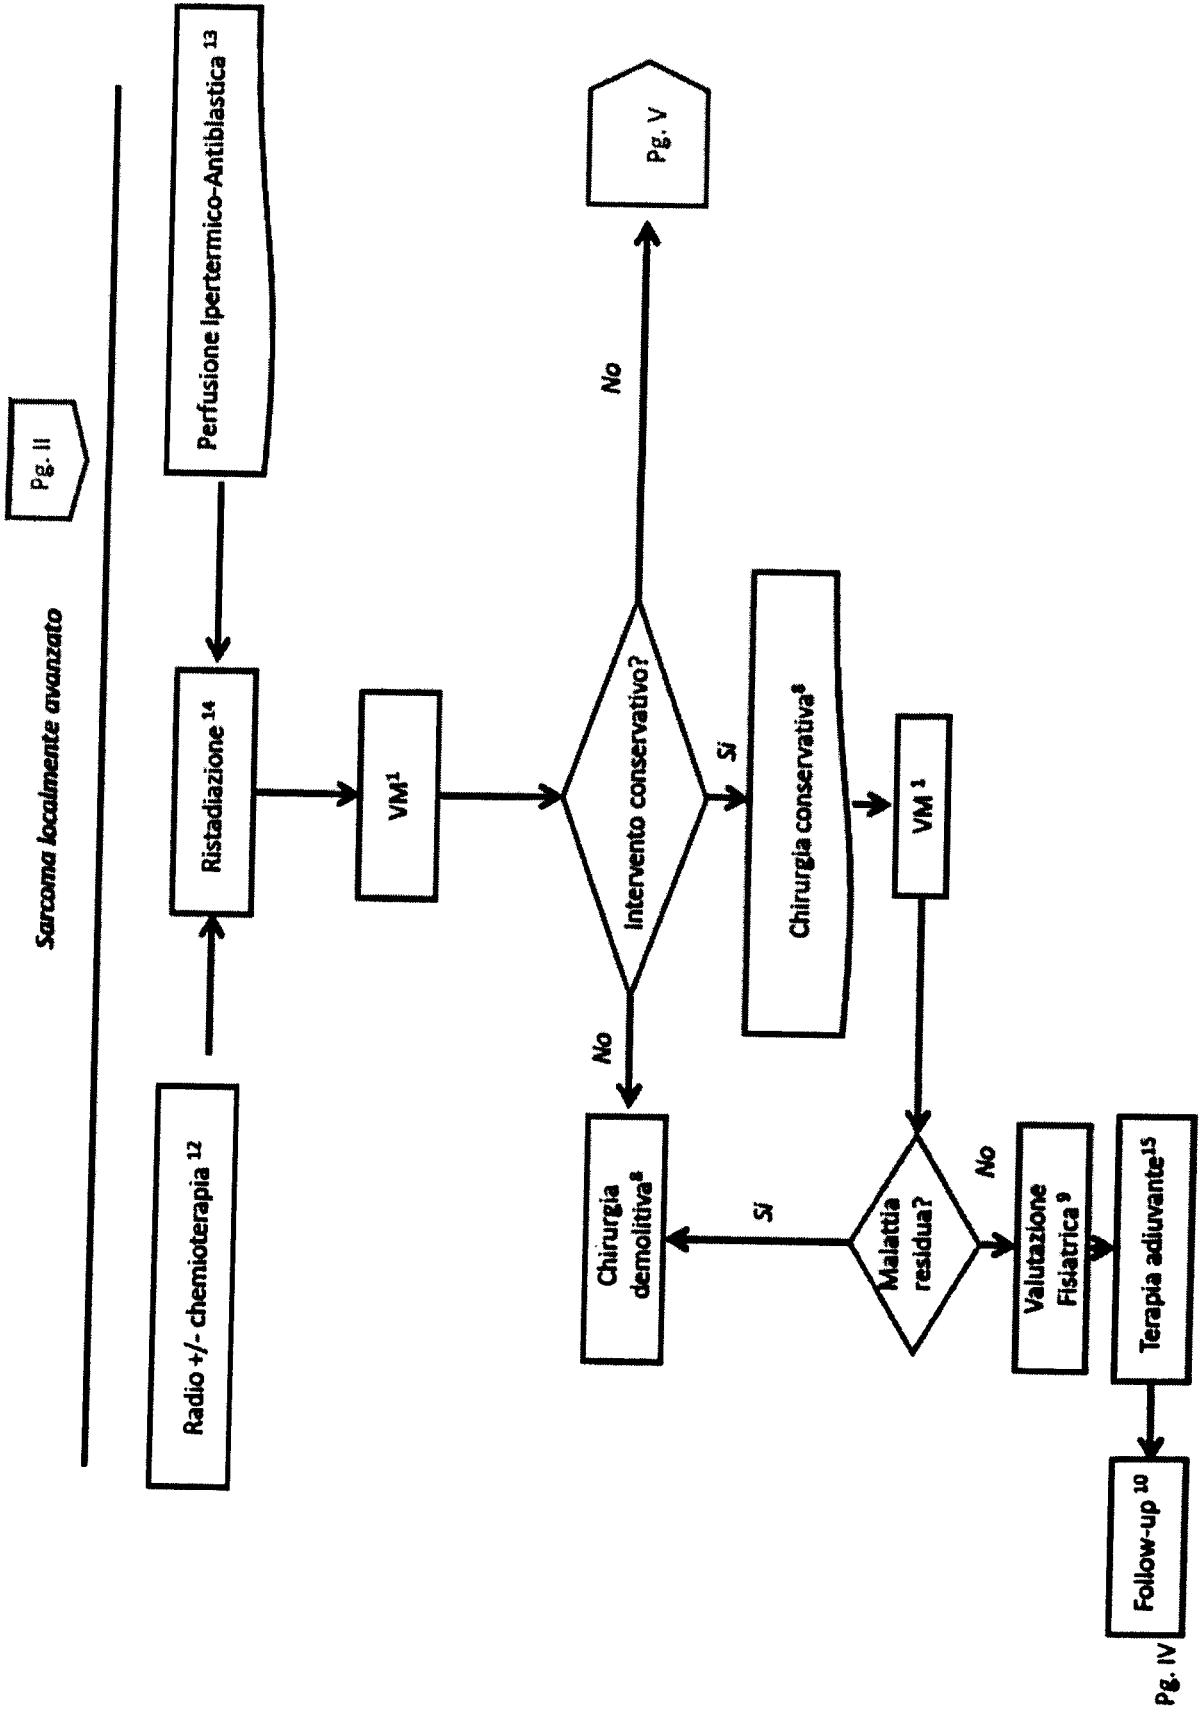 Pg. II
Sarcoma localmente avanzato
Radio +/- chemioterapia 12
Ristadiazione 14
Perfusione Ipertermico-Antiblastica 13
VM1
Intervento conservativo?
No
No
Si
Pg. V
Chirurgia
demolitiva8
Chirurgia conservativa8
VM 1
Si
Malattia
residua?
No
Valutazione
Fisiatrica 9
Terapia adiuvante15
Follow-up 10
Pg. IV